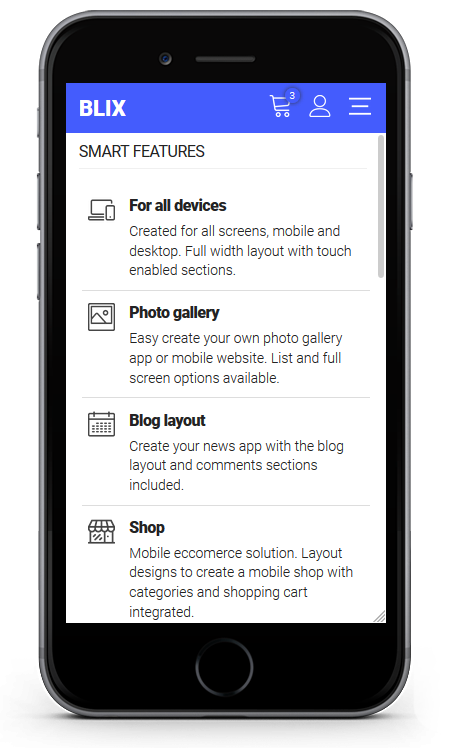 BLIX
3
SMART FEATURES
For all devices
Created for all screens, mobile and
desktop. Full width layout with touch
enabled sections.
Photo gallery
Easy create your own photo gallery
app or mobile website. List and full
screen options available.
Blog layout
Create your news app with the blog
layout and comments sections
included.
Shop
Mobile eccomerce solution. Layout
designs to create a mobile shop with
categories and shopping cart
integrated.